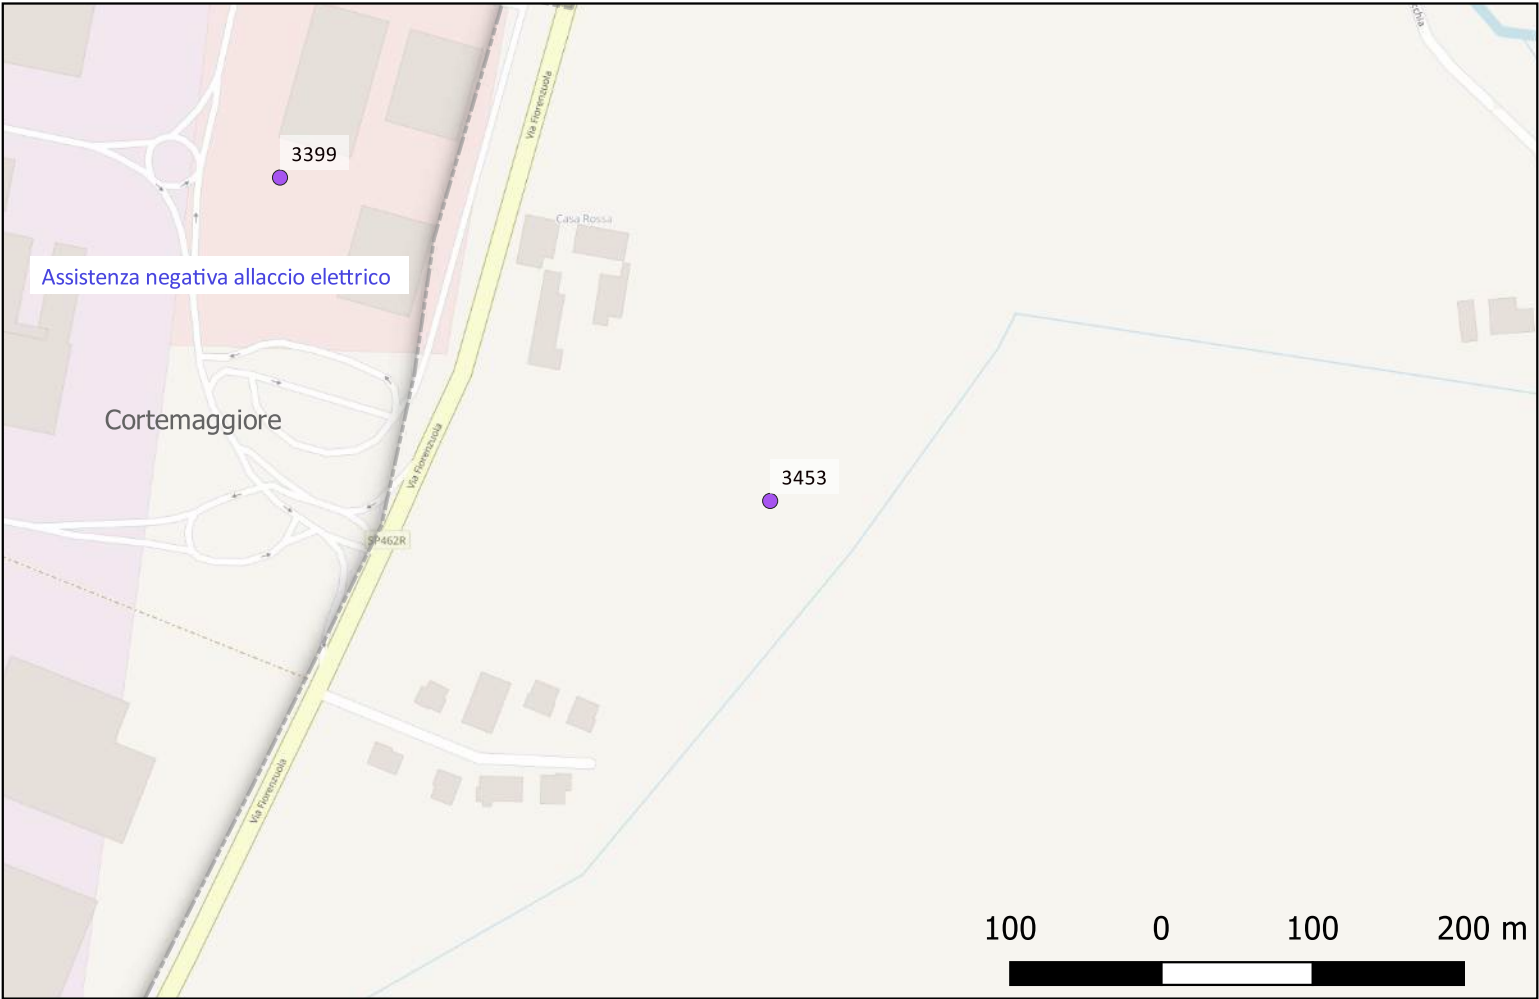 Via Fiorenzuola
3399
Casa Rossa
Assistenza negativa allaccio elettrico
Cortemaggiore
Via Fiorenzuola
3453
SP462R
Via Fiorenzuola
100 0 100 200 m